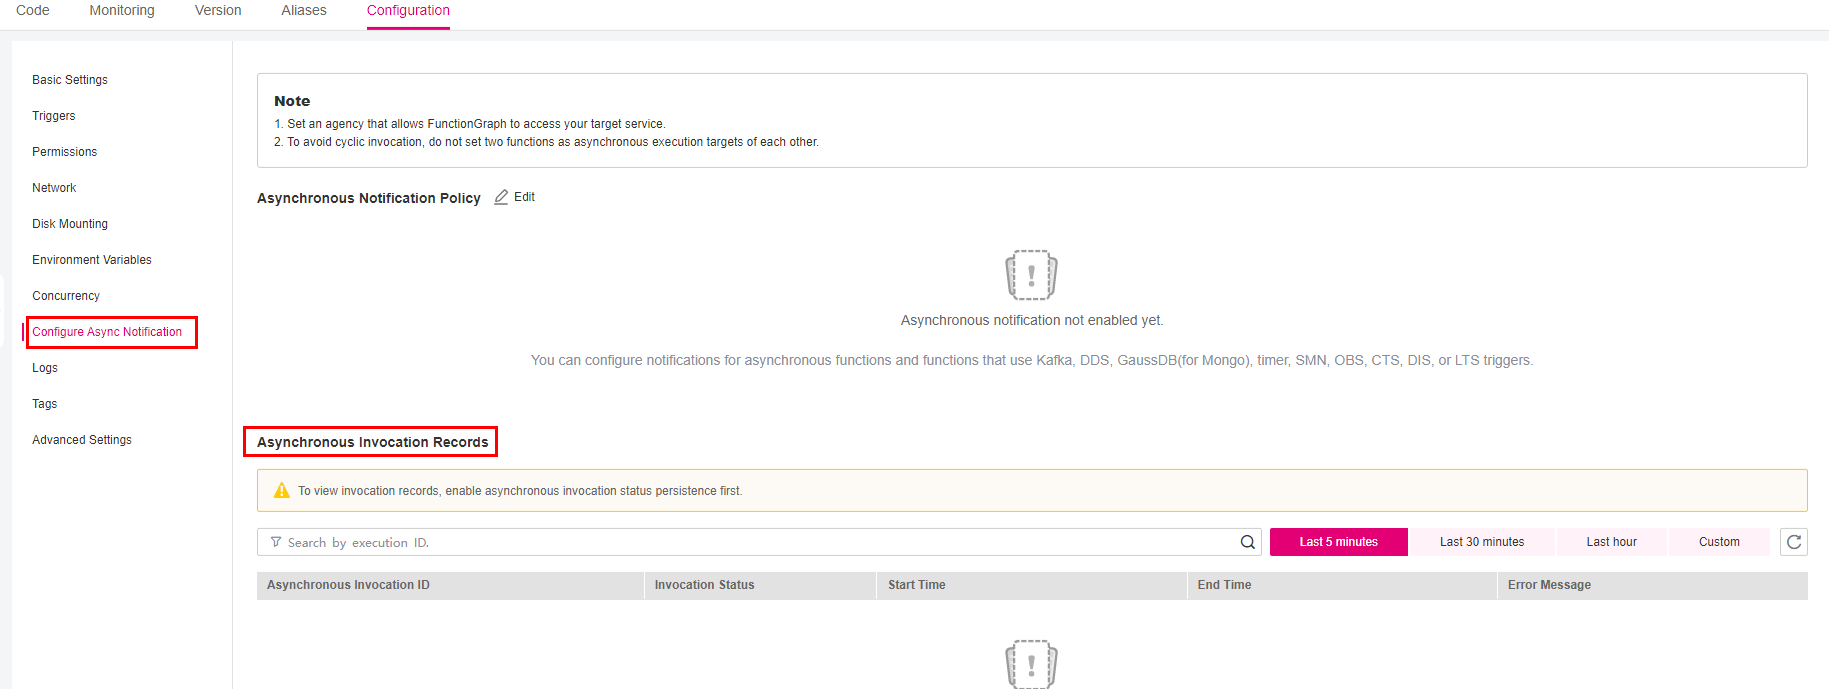 Code Monitoring Version Aliases Configuration
Basic Settings
Triggers
Permissions
Network
Disk Mounting
Environment Variables
Concurrency
Configure Async Notification
Logs
Tags
Advanced Settings
Note
1. Set an agency that allows FunctionGraph to access your target service.
2. To avoid cyclic invocation, do not set two functions as asynchronous execution targets of each other.
Asynchronous Notification Policy Edit
Asynchronous notification not enabled yet.
You can configure notifications for asynchronous functions and functions that use Kafka, DDS, GaussDB(for Mongo), timer, SMN, OBS, CTS, DIS, or LTS triggers.
Asynchronous Invocation Records
To view invocation records, enable asynchronous invocation status persistence first.
Search by execution ID. Last 5 minutes Last 30 minutes Last hour Custom
Asynchronous Invocation ID Invocation Status Start Time End Time Error Message